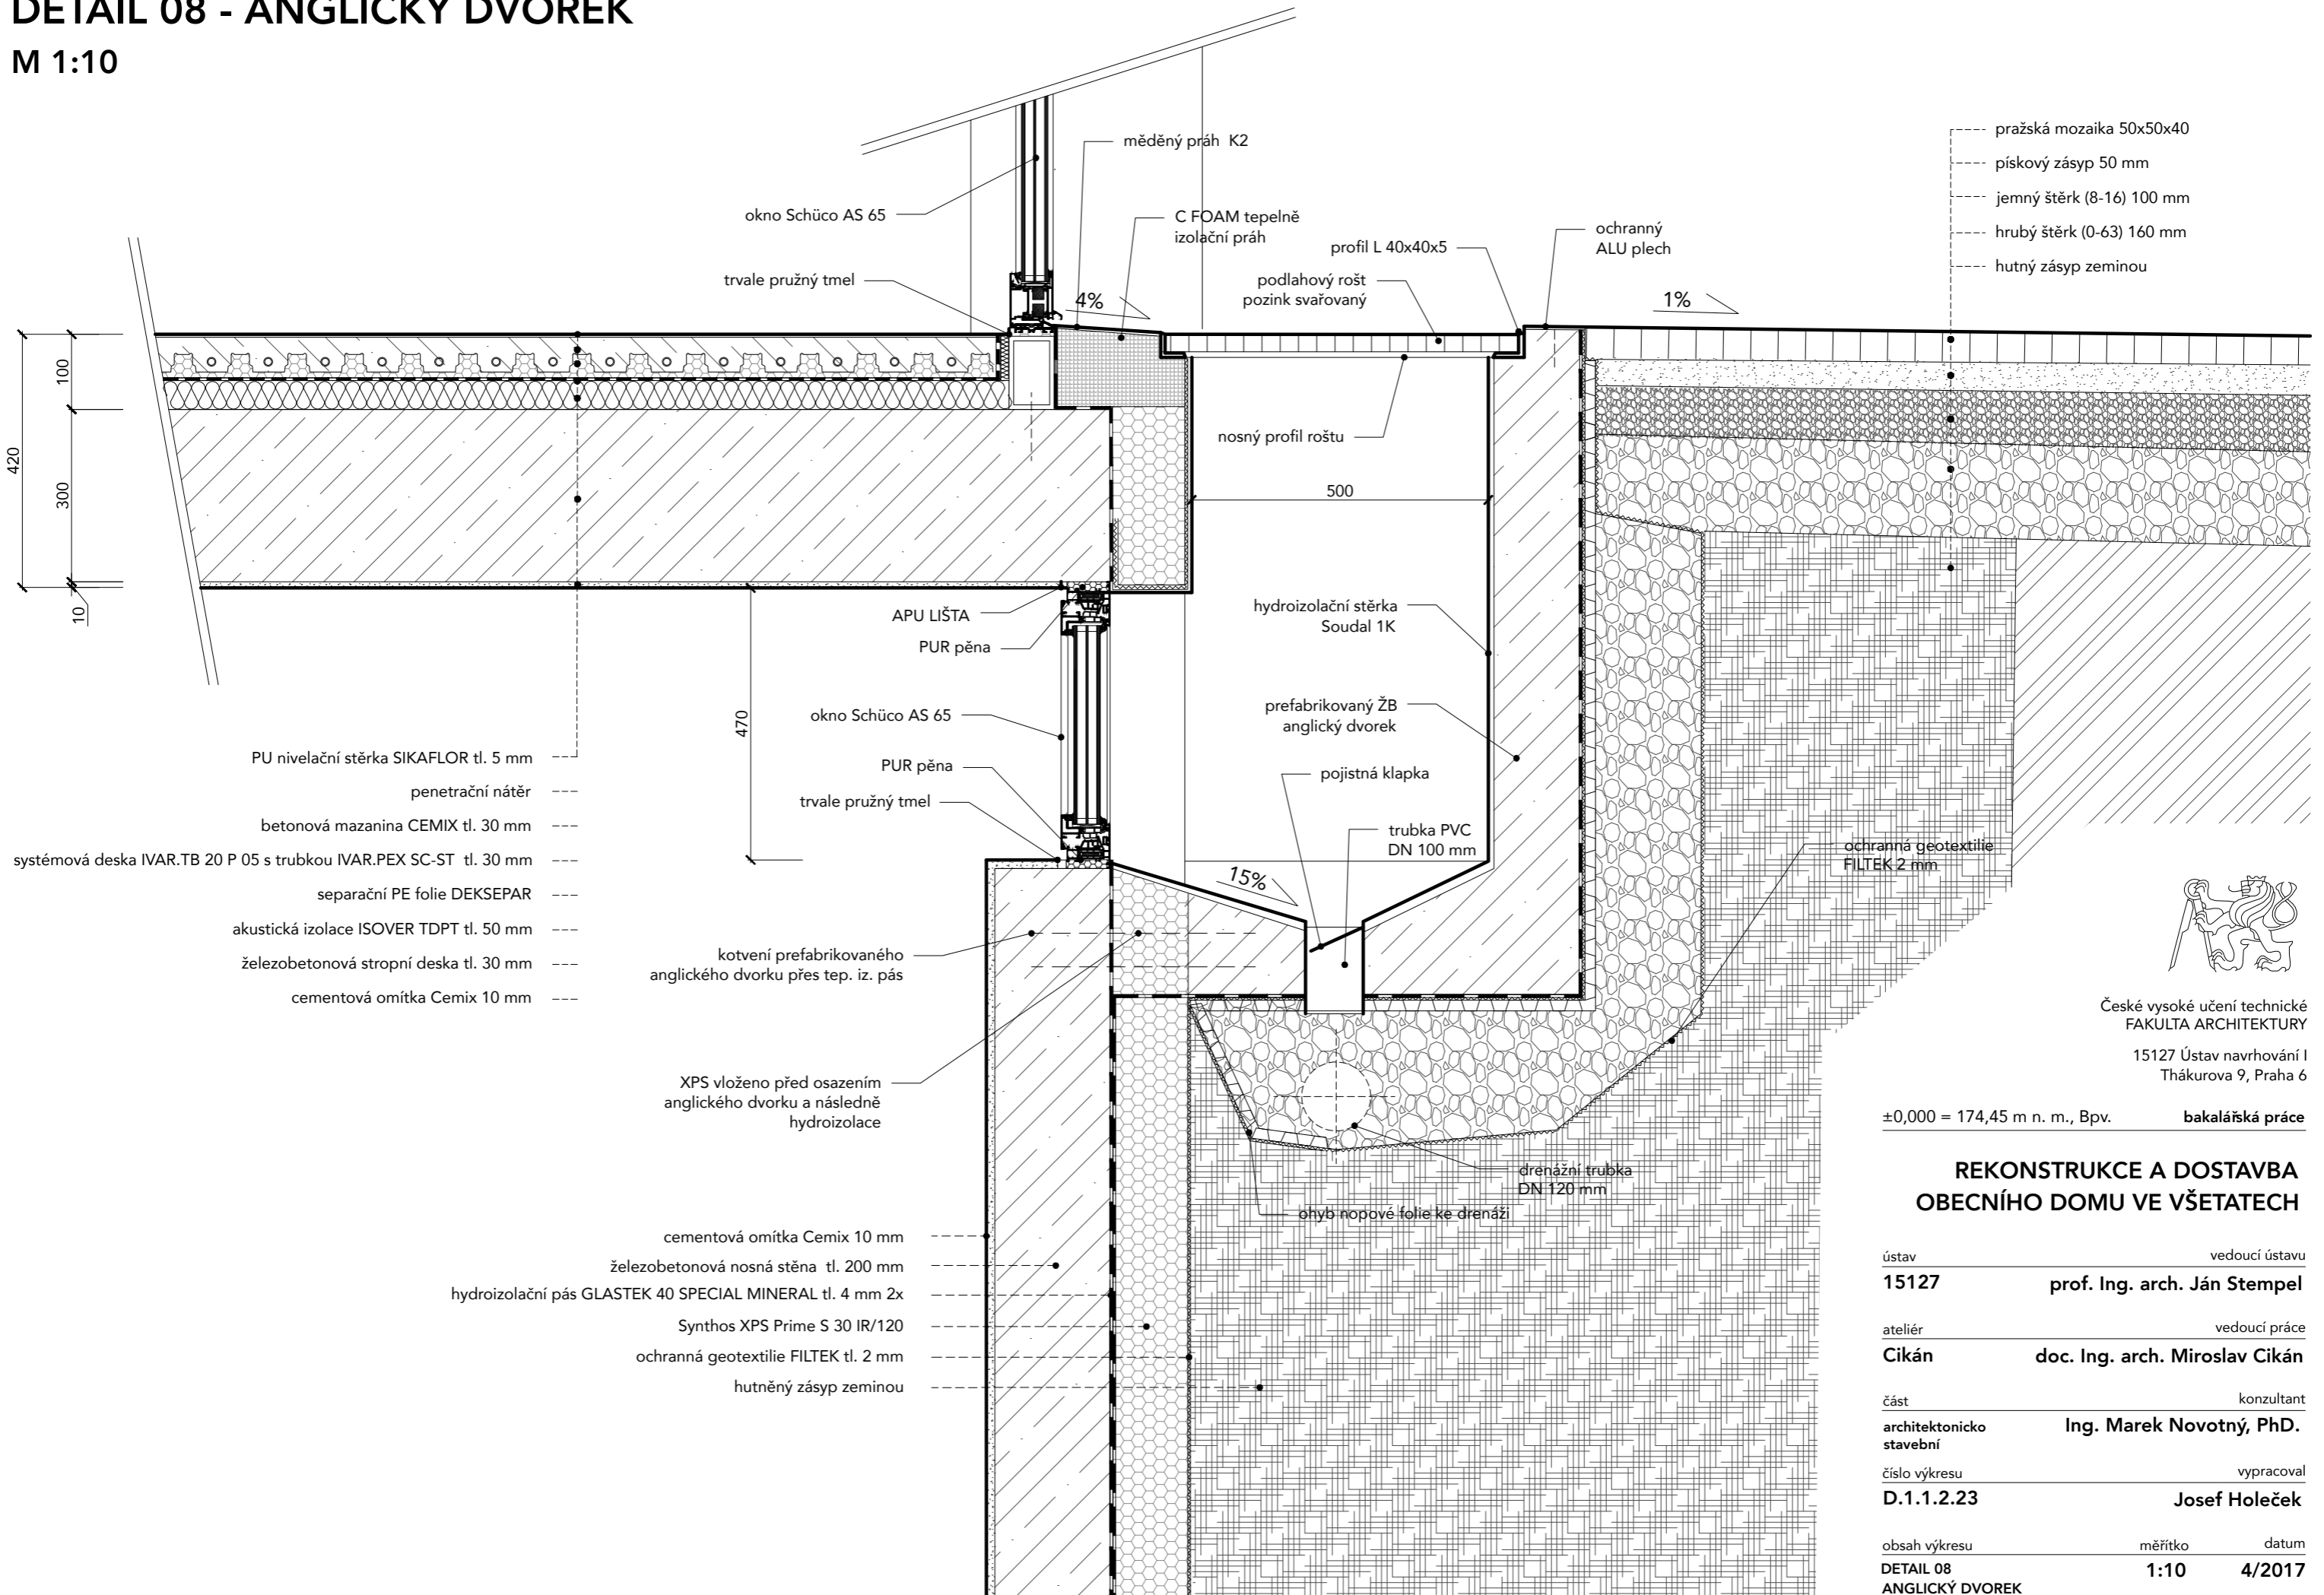 DETAIL 08 - ANGLICKÝ DVOREK
M 1:10
měděný práh  K2
okno Schüco AS 65
C FOAM tepelně
izolační práh
profil L 40x40x5
ochranný
ALU plech
trvale pružný tmel
podlahový rošt
pozink svařovaný
4%
1%
pražská mozaika 50x50x40
pískový zásyp 50 mm
jemný štěrk (8-16) 100 mm
hrubý štěrk (0-63) 160 mm
hutný zásyp zeminou
420
100
300
10
nosný profil roštu
500
APU LIŠTA
PUR pěna
hydroizolační stěrka
Soudal 1K
470
okno Schüco AS 65
prefabrikovaný ŽB
anglický dvorek
PUR pěna
trvale pružný tmel
pojistná klapka
trubka PVC
DN 100 mm
ochranná geotextilie
FILTEK 2 mm
15%
PU nivelační stěrka SIKAFLOR tl. 5 mm
penetrační nátěr
betonová mazanina CEMIX tl. 30 mm
systémová deska IVAR.TB 20 P 05 s trubkou IVAR.PEX SC-ST  tl. 30 mm
separační PE folie DEKSEPAR
akustická izolace ISOVER TDPT tl. 50 mm
železobetonová stropní deska tl. 30 mm
cementová omítka Cemix 10 mm
kotvení prefabrikovaného
anglického dvorku přes tep. iz. pás
XPS vloženo před osazením
anglického dvorku a následně
hydroizolace
drenážní trubka
DN 120 mm
ohyb nopové folie ke drenáži
cementová omítka Cemix 10 mm
železobetonová nosná stěna  tl. 200 mm
hydroizolační pás GLASTEK 40 SPECIAL MINERAL tl. 4 mm 2x
Synthos XPS Prime S 30 IR/120
ochranná geotextilie FILTEK tl. 2 mm
hutněný zásyp zeminou
České vysoké učení technické
FAKULTA ARCHITEKTURY
15127 Ústav navrhování I
Thákurova 9, Praha 6
±0,000 = 174,45 m n. m., Bpv. bakalářská práce
REKONSTRUKCE A DOSTAVBA
OBECNÍHO DOMU VE VŠETATECH
ústav vedoucí ústavu
15127 prof. Ing. arch. Ján Stempel
ateliér vedoucí práce
Cikán doc. Ing. arch. Miroslav Cikán
část konzultant
architektonicko
stavební
Ing. Marek Novotný, PhD.
číslo výkresu vypracoval
D.1.1.2.23 Josef Holeček
obsah výkresu měřítko datum
DETAIL 08
ANGLICKÝ DVOREK
1:10 4/2017